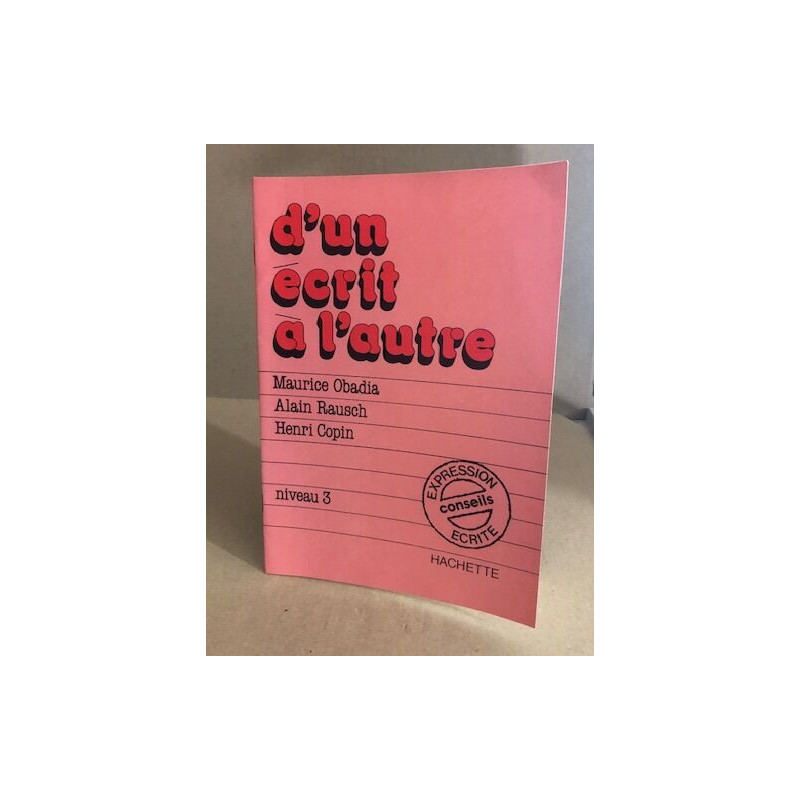 d'un
écrit
à l'autre
Maurice Obadia
Alain Rausch
Henri Copin
niveau 3
EXPRESSION
conseils
ECRITE
HACHETTE